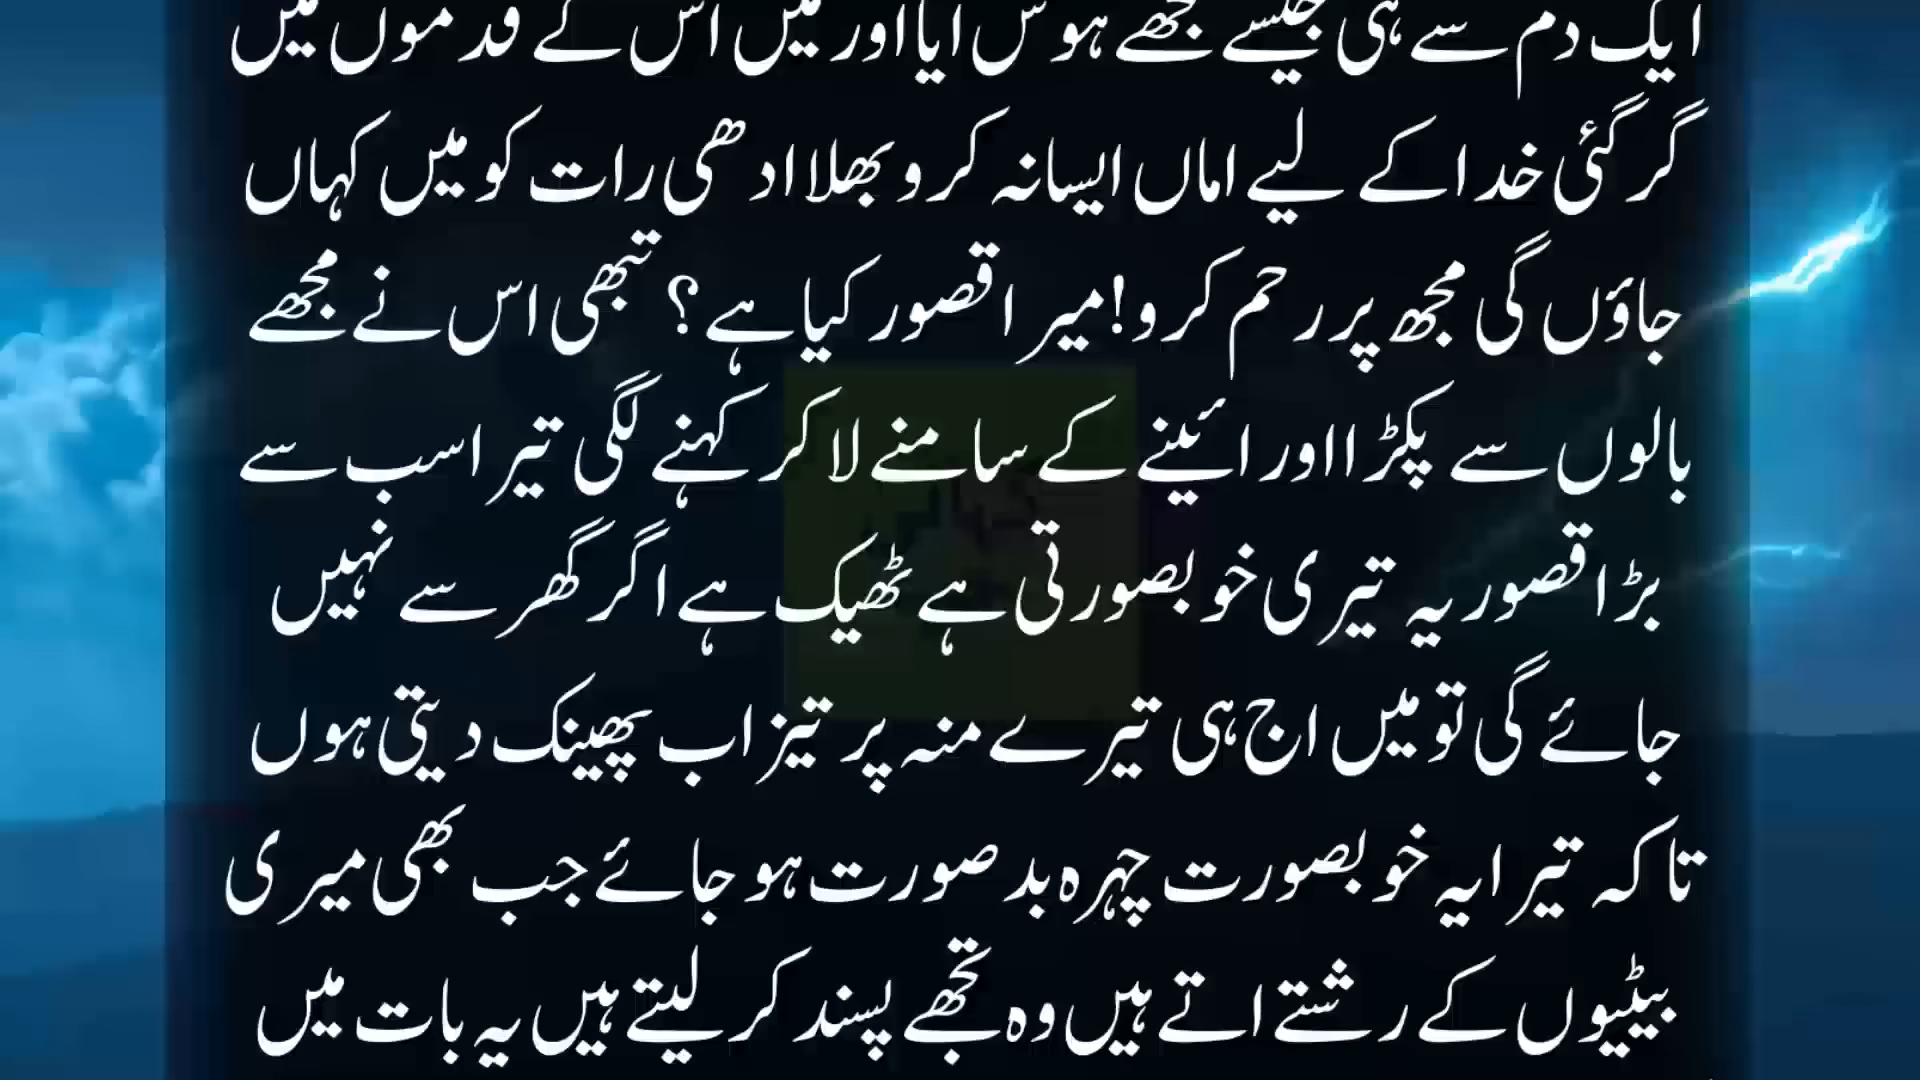 ایک دم سے ہی جیسے مجھے ہوش ایا اور میں اس کے قدموں میں
گر گئی خدا کے لیے اماں ایسا نہ کرو بھلا ادھی رات کو میں کہاں
جاؤں گی مجھ پر رحم کرو! میرا قصور کیا ہے؟ تبھی اس نے مجھے
بالوں سے پکڑا اور ائینے کے سامنے لا کر کہنے لگی تیرا سب سے
بڑا قصور یہ تیری خوبصورتی ہے ٹھیک ہے اگر گھر سے نہیں
جائے گی تو میں اج ہی تیرے منہ پر تیزاب پھینک دیتی ہوں
تاکہ تیرا یہ خوبصورت چہرہ بدصورت ہو جائے جب بھی میری
بیٹیوں کے رشتے اتے ہیں وہ تجھے پسند کر لیتے ہیں یہ بات میں